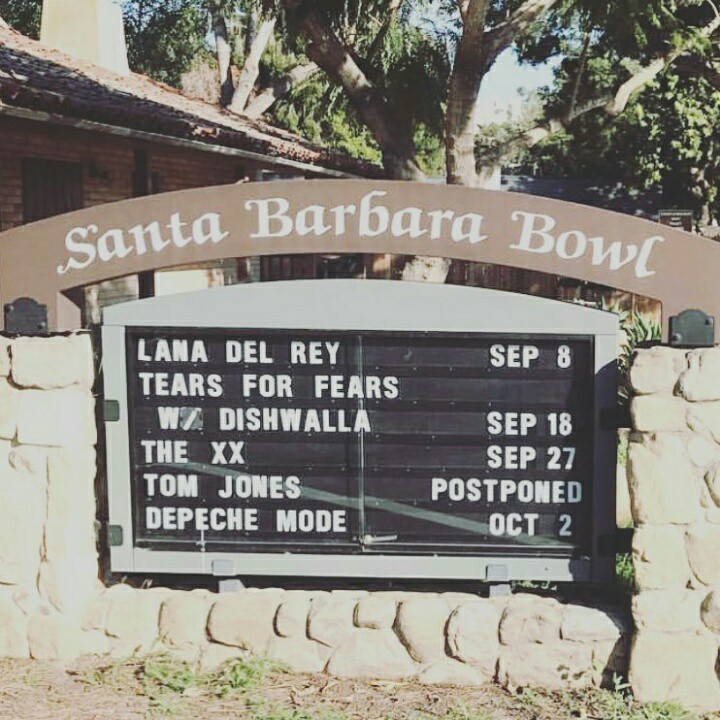 Santa Barbara Bowl
LANA DEL REY SEP 8
TEARS FOR FEARS
W/ DISHWALLA SEP 18
THE XX SEP 27
TOM JONES POSTPONED
DEPECHE MODE OCT 2